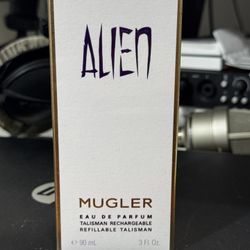 ALIEN
MUGLER
EAU DE PARFUM
TALISMAN RECHARGEABLE
REFILLABLE TALISMAN
℮ 90 mL 3 Fl. Oz.